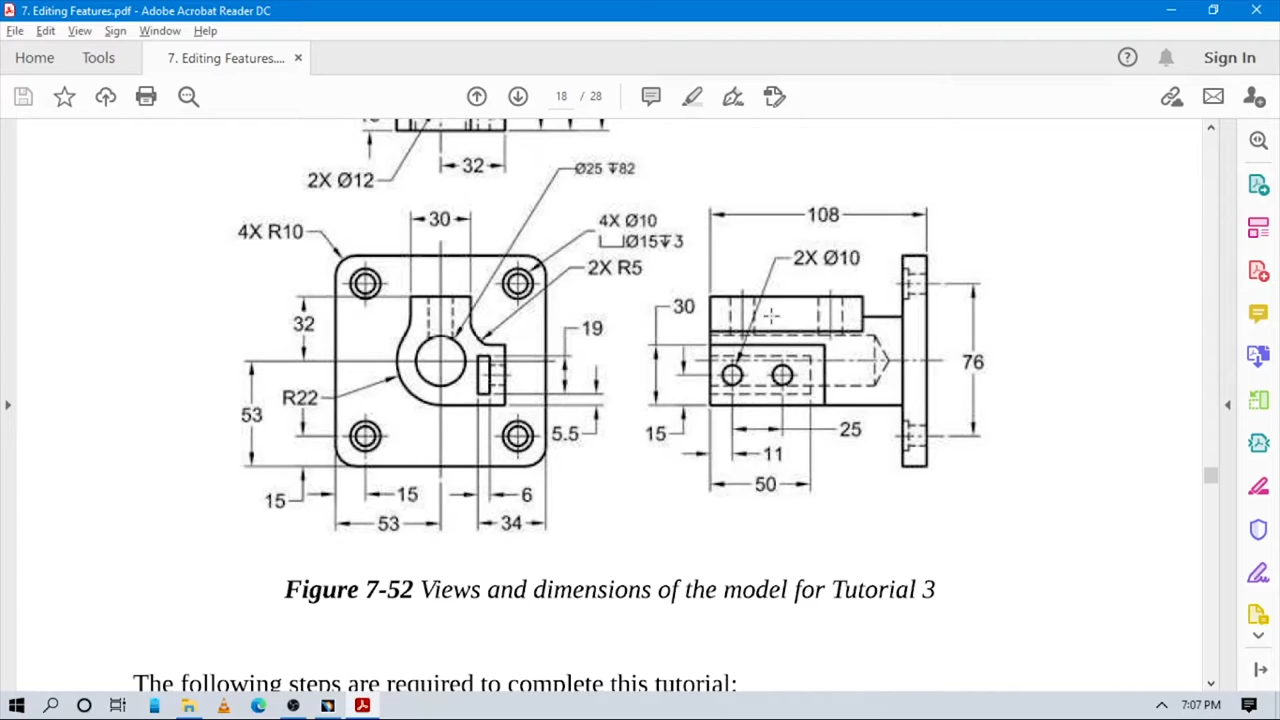 7. Editing Features.pdf - Adobe Acrobat Reader DC
File Edit View Sign Window Help
Home Tools 7. Editing Features.... × Sign In
18 / 28
32
2X Ø12
Ø25 ↧82
30
4X R10
4X Ø10
⌴Ø15↧3
2X R5
32
19
R22
53
5.5
15
15
6
53
34
108
2X Ø10
30
76
15
25
11
50
Figure 7-52 Views and dimensions of the model for Tutorial 3
The following steps are required to complete this tutorial:
7:07 PM